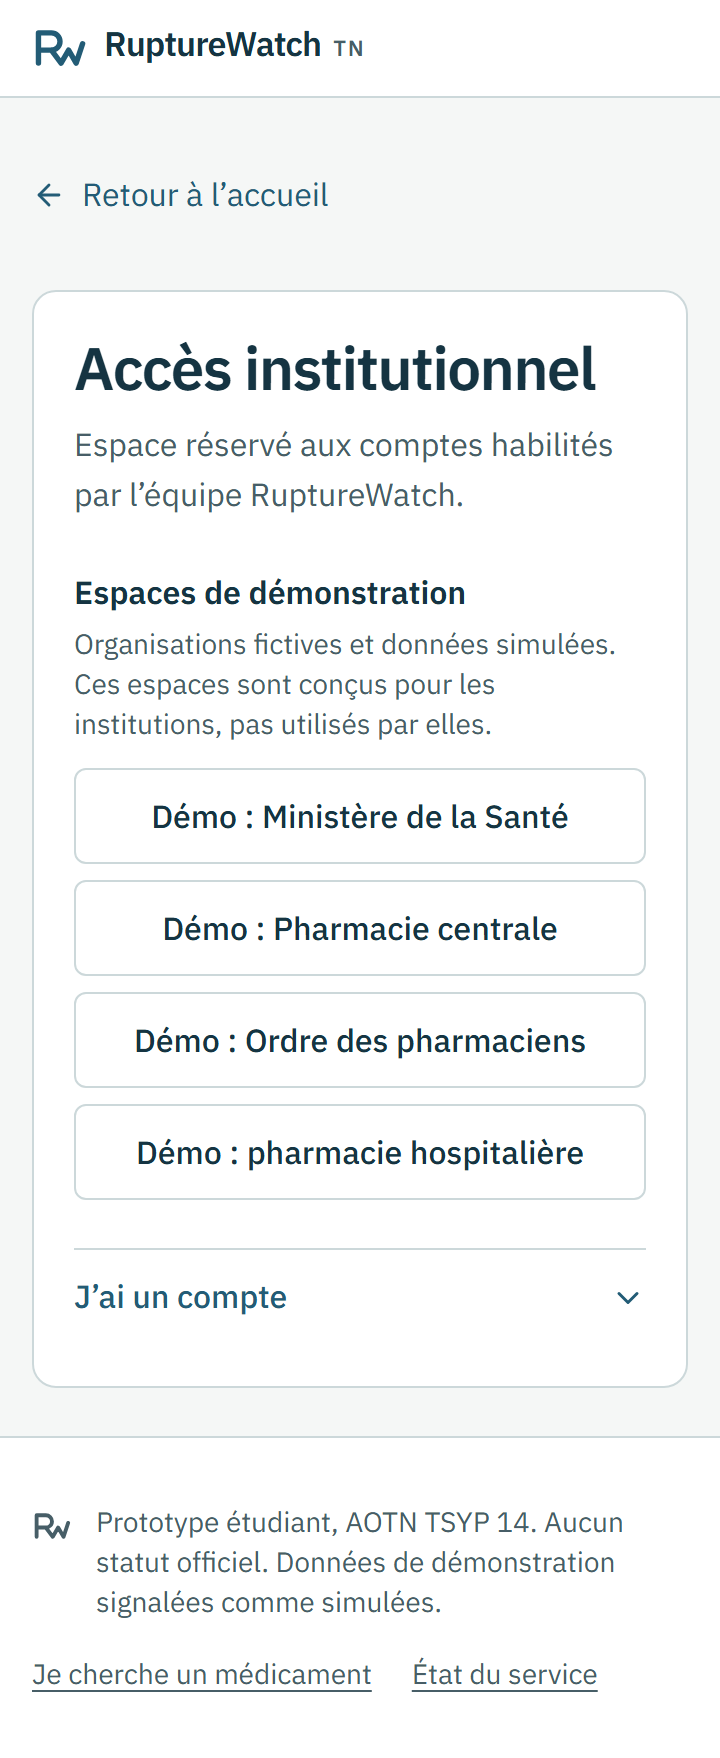 RuptureWatch TN
← Retour à l’accueil
Accès institutionnel
Espace réservé aux comptes habilités
par l’équipe RuptureWatch.
Espaces de démonstration
Organisations fictives et données simulées.
Ces espaces sont conçus pour les
institutions, pas utilisés par elles.
Démo : Ministère de la Santé
Démo : Pharmacie centrale
Démo : Ordre des pharmaciens
Démo : pharmacie hospitalière
J’ai un compte
Prototype étudiant, AOTN TSYP 14. Aucun
statut officiel. Données de démonstration
signalées comme simulées.
Je cherche un médicament État du service